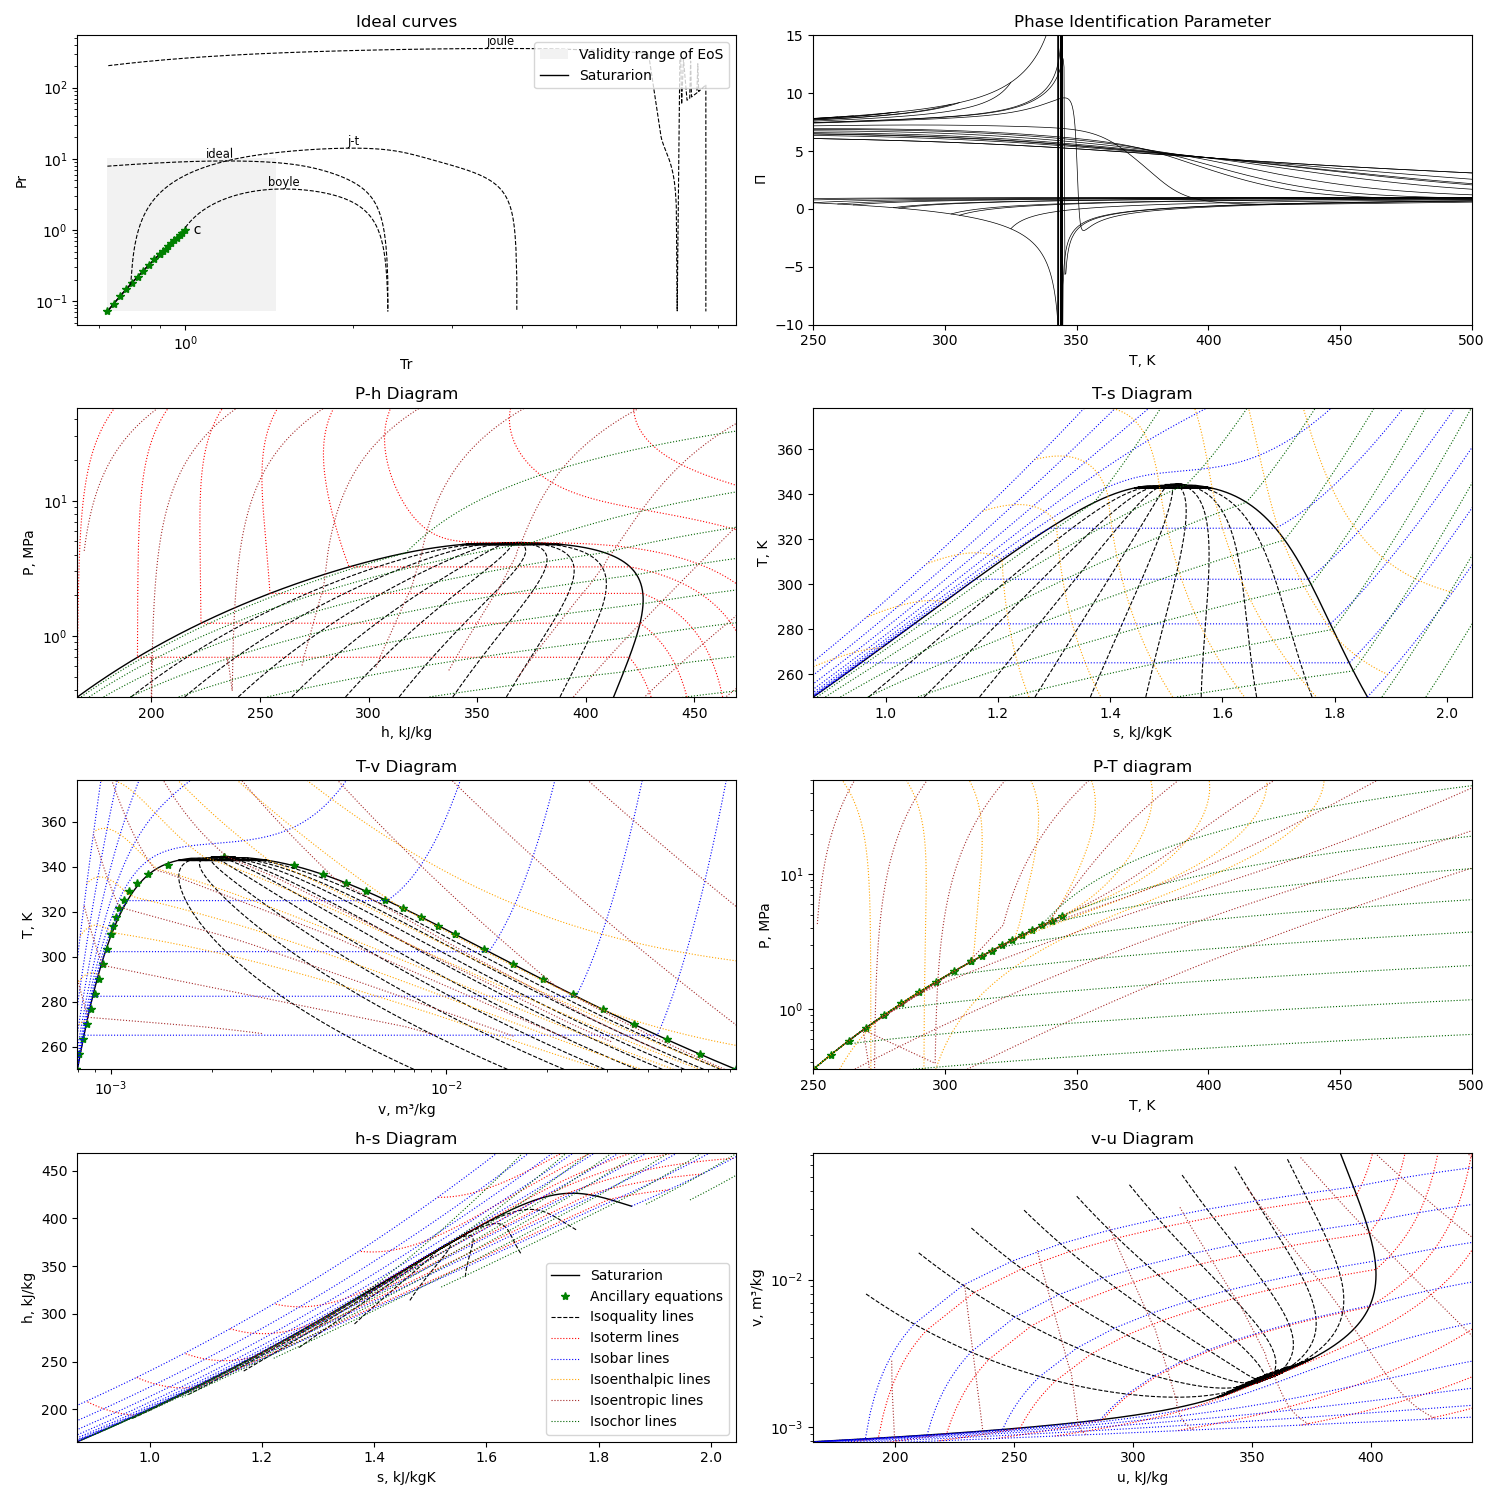 Ideal curves
joule
j-t
ideal
boyle
c
Validity range of EoS
Saturarion
10²
10¹
10⁰
10⁻¹
Pr
10⁰
Tr
Phase Identification Parameter
15
10
5
0
−5
−10
Π
250 300 350 400 450 500
T, K
P-h Diagram
10¹
10⁰
P, MPa
200 250 300 350 400 450
h, kJ/kg
T-s Diagram
360
340
320
300
280
260
T, K
1.0 1.2 1.4 1.6 1.8 2.0
s, kJ/kgK
T-v Diagram
360
340
320
300
280
260
T, K
10⁻³ 10⁻²
v, m³/kg
P-T diagram
10¹
10⁰
P, MPa
250 300 350 400 450 500
T, K
h-s Diagram
450
400
350
300
250
200
h, kJ/kg
Saturarion
Ancillary equations
Isoquality lines
Isoterm lines
Isobar lines
Isoenthalpic lines
Isoentropic lines
Isochor lines
1.0 1.2 1.4 1.6 1.8 2.0
s, kJ/kgK
v-u Diagram
10⁻²
10⁻³
v, m³/kg
200 250 300 350 400
u, kJ/kg